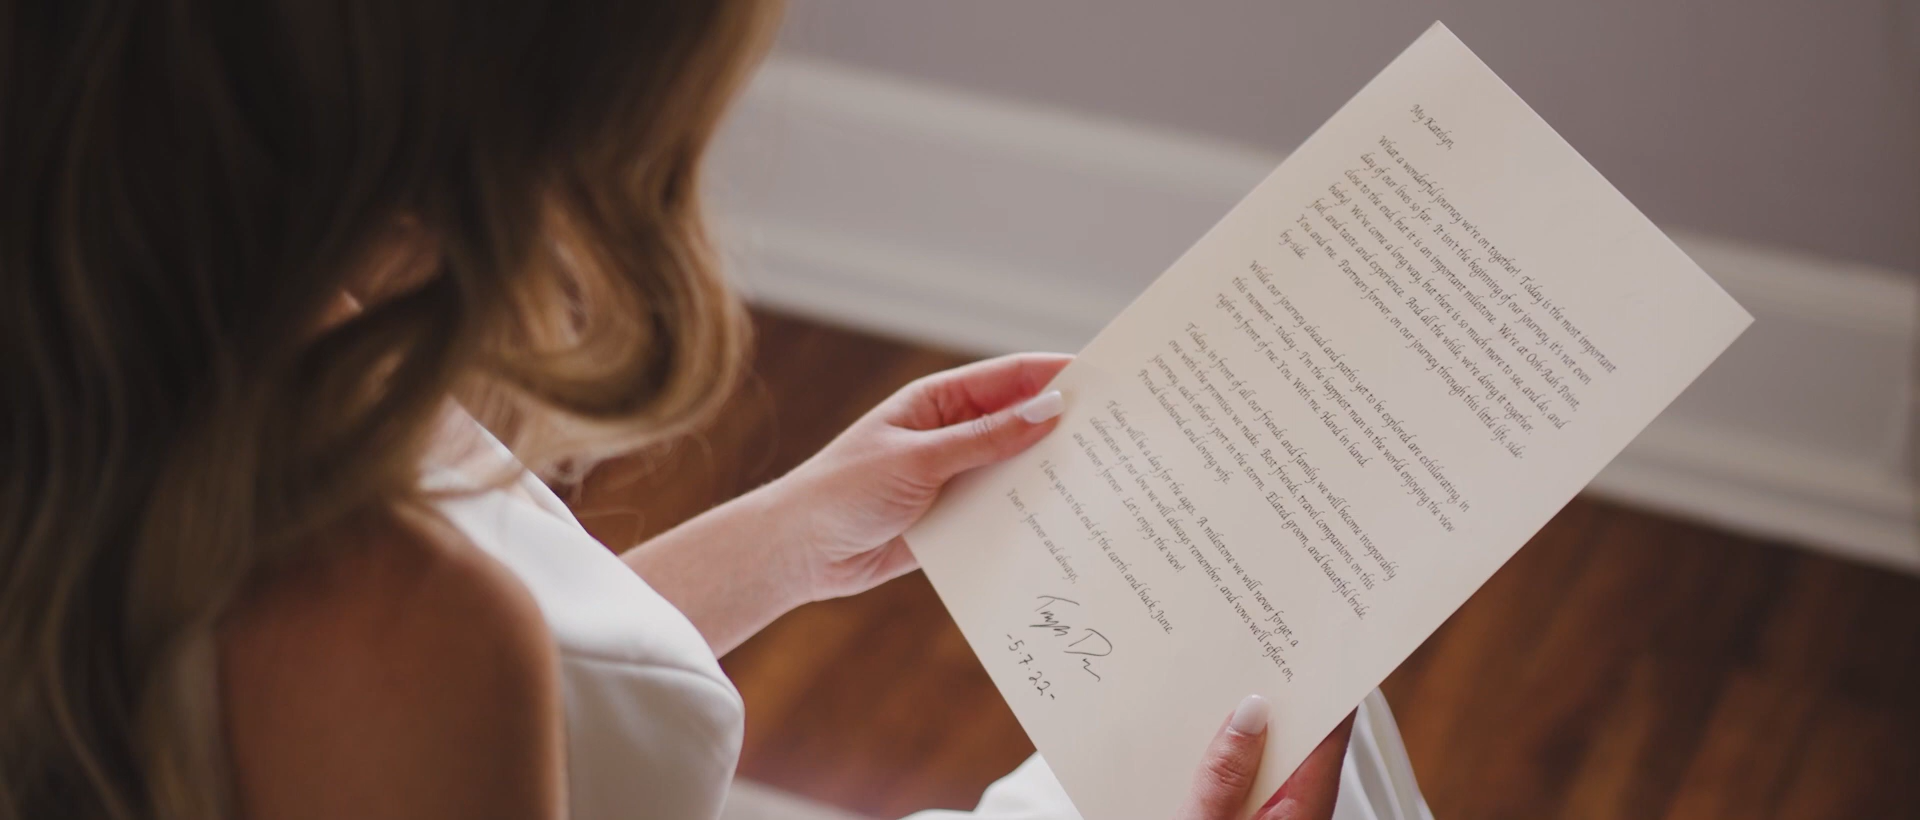 My Katelyn,
What a wonderful journey we're on together! Today is the most important
day of our lives so far. It isn't the beginning of our journey, it's not even
close to the end, but it is an important milestone. We're at Ooh-Aah Point,
baby! We've come a long way, but there is so much more to see, and do, and
feel, and taste and experience. And all the while, we're doing it together.
You and me. Partners forever, on our journey through this little life, side-
by-side.
While our journey ahead and paths yet to be explored are exhilarating, in
this moment - today - I'm the happiest man in the world enjoying the view
right in front of me. You. With me. Hand in hand.
Today, in front of all our friends and family, we will become inseparably
one with the promises we make. Best friends, travel companions on this
journey, each other's port in the storm. Elated groom, and beautiful bride.
Proud husband, and loving wife.
Today will be a day for the ages. A milestone we will never forget, a
celebration of our love we will always remember, and vows we'll reflect on,
and honor forever. Let's enjoy the view!
I love you to the end of the earth and back, June.
Yours - forever and always,
-5.7.22-